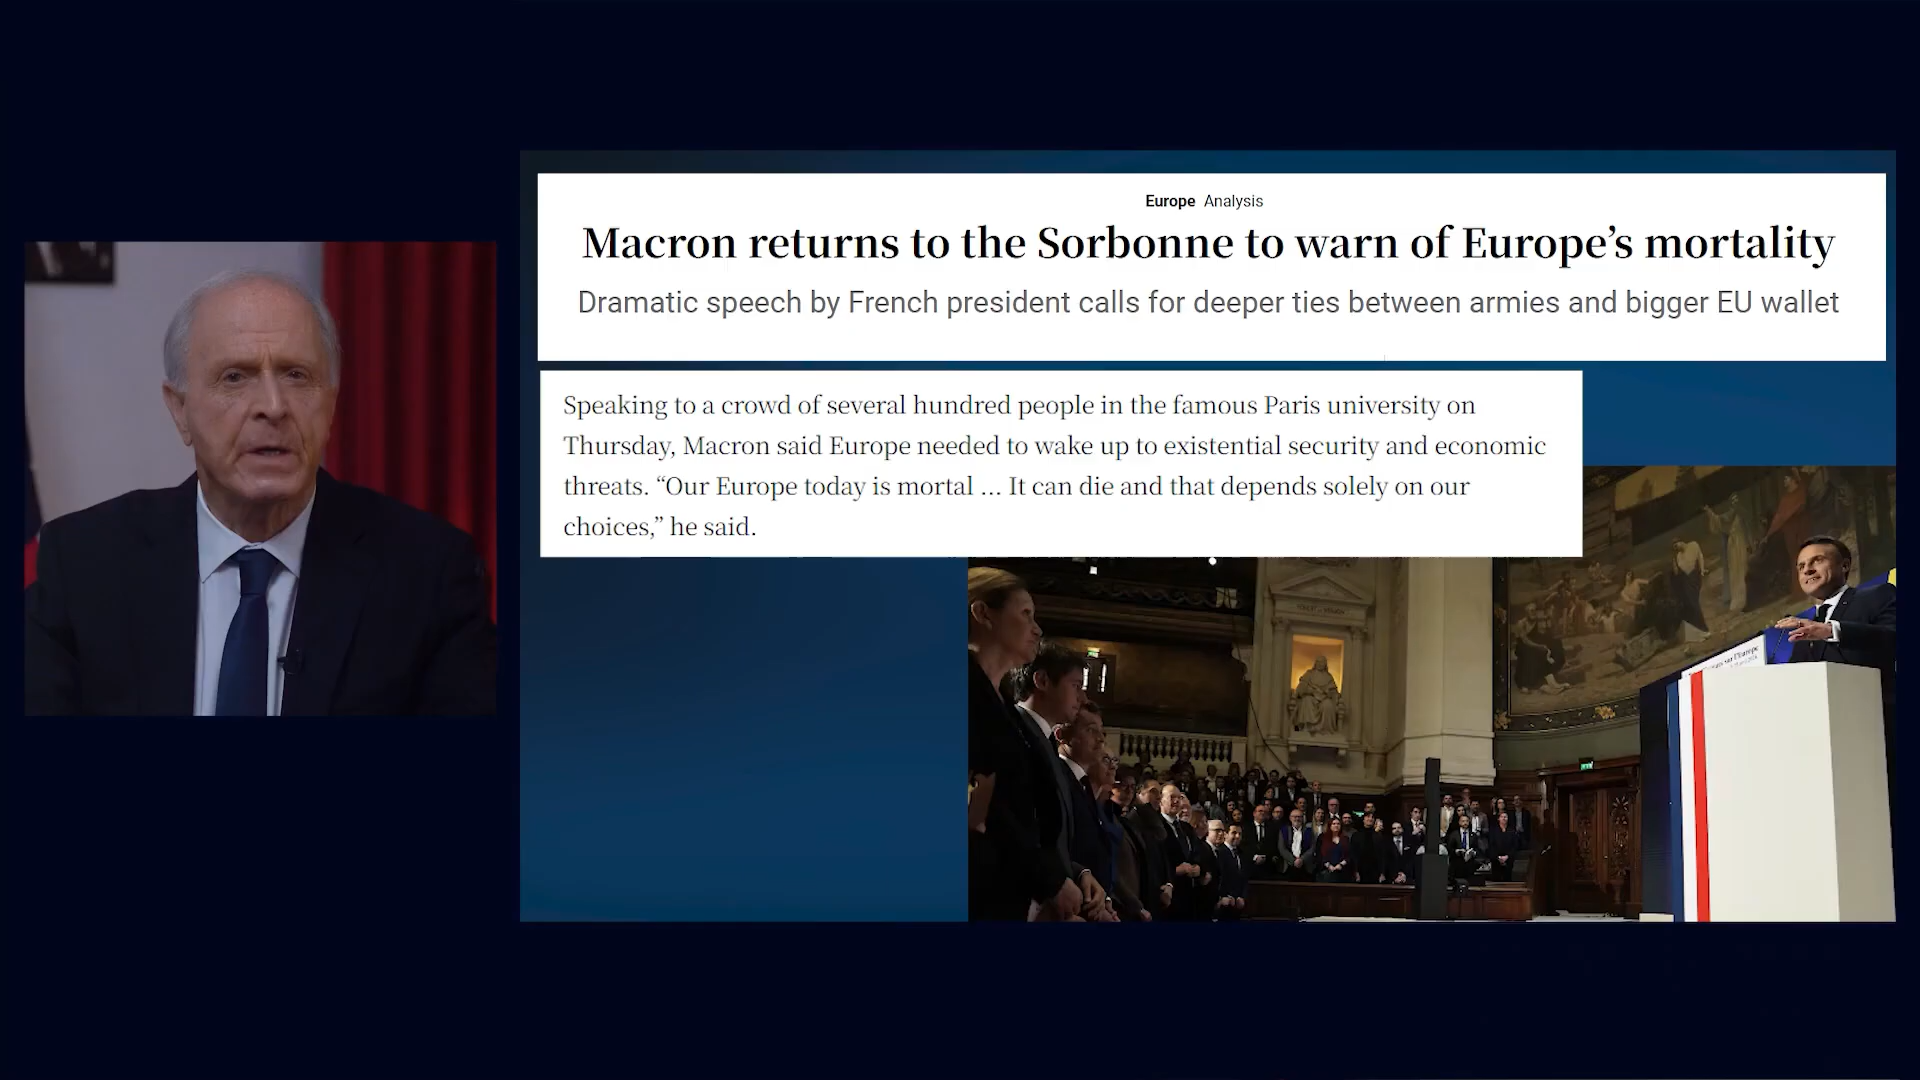 Europe Analysis
Macron returns to the Sorbonne to warn of Europe’s mortality
Dramatic speech by French president calls for deeper ties between armies and bigger EU wallet
Speaking to a crowd of several hundred people in the famous Paris university on
Thursday, Macron said Europe needed to wake up to existential security and economic
threats. “Our Europe today is mortal ... It can die and that depends solely on our
choices,” he said.
sur l'Europe